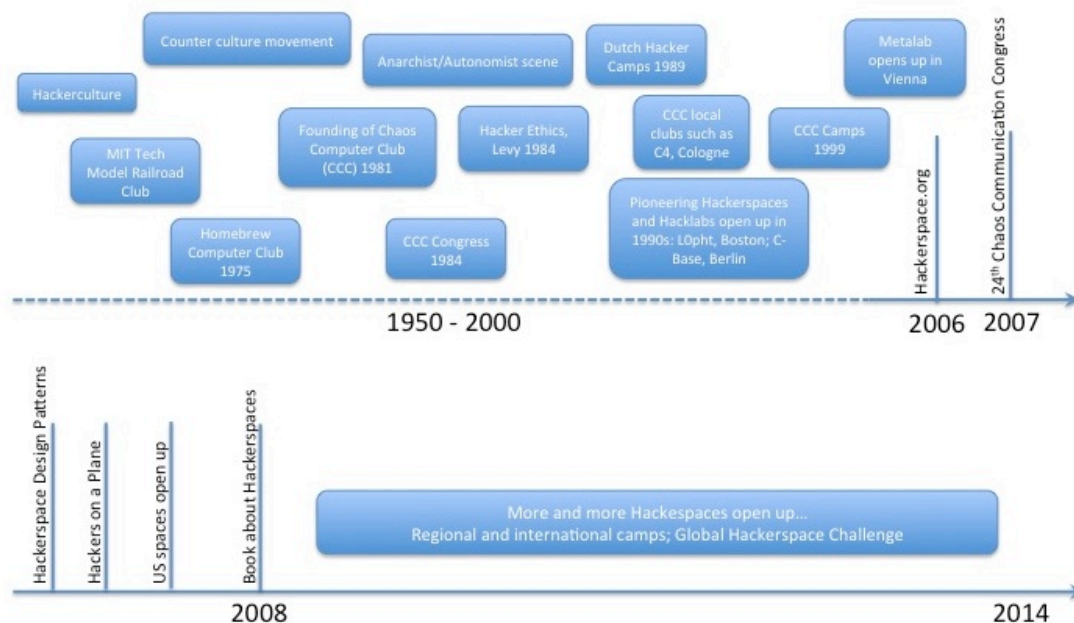 Counter culture movement
Anarchist/Autonomist scene
Dutch Hacker
Camps 1989
Metalab
opens up in
Vienna
Hackerculture
MIT Tech
Model Railroad
Club
Founding of Chaos
Computer Club
(CCC) 1981
Hacker Ethics,
Levy 1984
CCC local
clubs such as
C4, Cologne
CCC Camps
1999
Homebrew
Computer Club
1975
CCC Congress
1984
Pioneering Hackerspaces
and Hacklabs open up in
1990s: L0pht, Boston; C-
Base, Berlin
Hackerspace.org
24th Chaos Communication Congress
1950 - 2000
2006
2007
Hackerspace Design Patterns
Hackers on a Plane
US spaces open up
Book about Hackerspaces
More and more Hackespaces open up...
Regional and international camps; Global Hackerspace Challenge
2008
2014